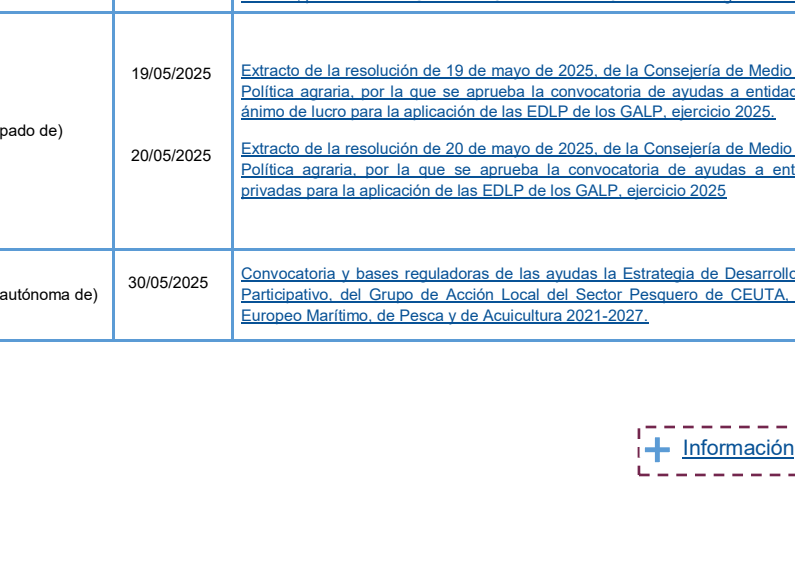 19/05/2025
Extracto de la resolución de 19 de mayo de 2025, de la Consejería de Medio
Política agraria, por la que se aprueba la convocatoria de ayudas a entidad
ánimo de lucro para la aplicación de las EDLP de los GALP, ejercicio 2025.
pado de)
20/05/2025
Extracto de la resolución de 20 de mayo de 2025, de la Consejería de Medio
Política agraria, por la que se aprueba la convocatoria de ayudas a ent
privadas para la aplicación de las EDLP de los GALP, ejercicio 2025
autónoma de)
30/05/2025
Convocatoria y bases reguladoras de las ayudas la Estrategia de Desarrollo
Participativo, del Grupo de Acción Local del Sector Pesquero de CEUTA,
Europeo Marítimo, de Pesca y de Acuicultura 2021-2027.
Información